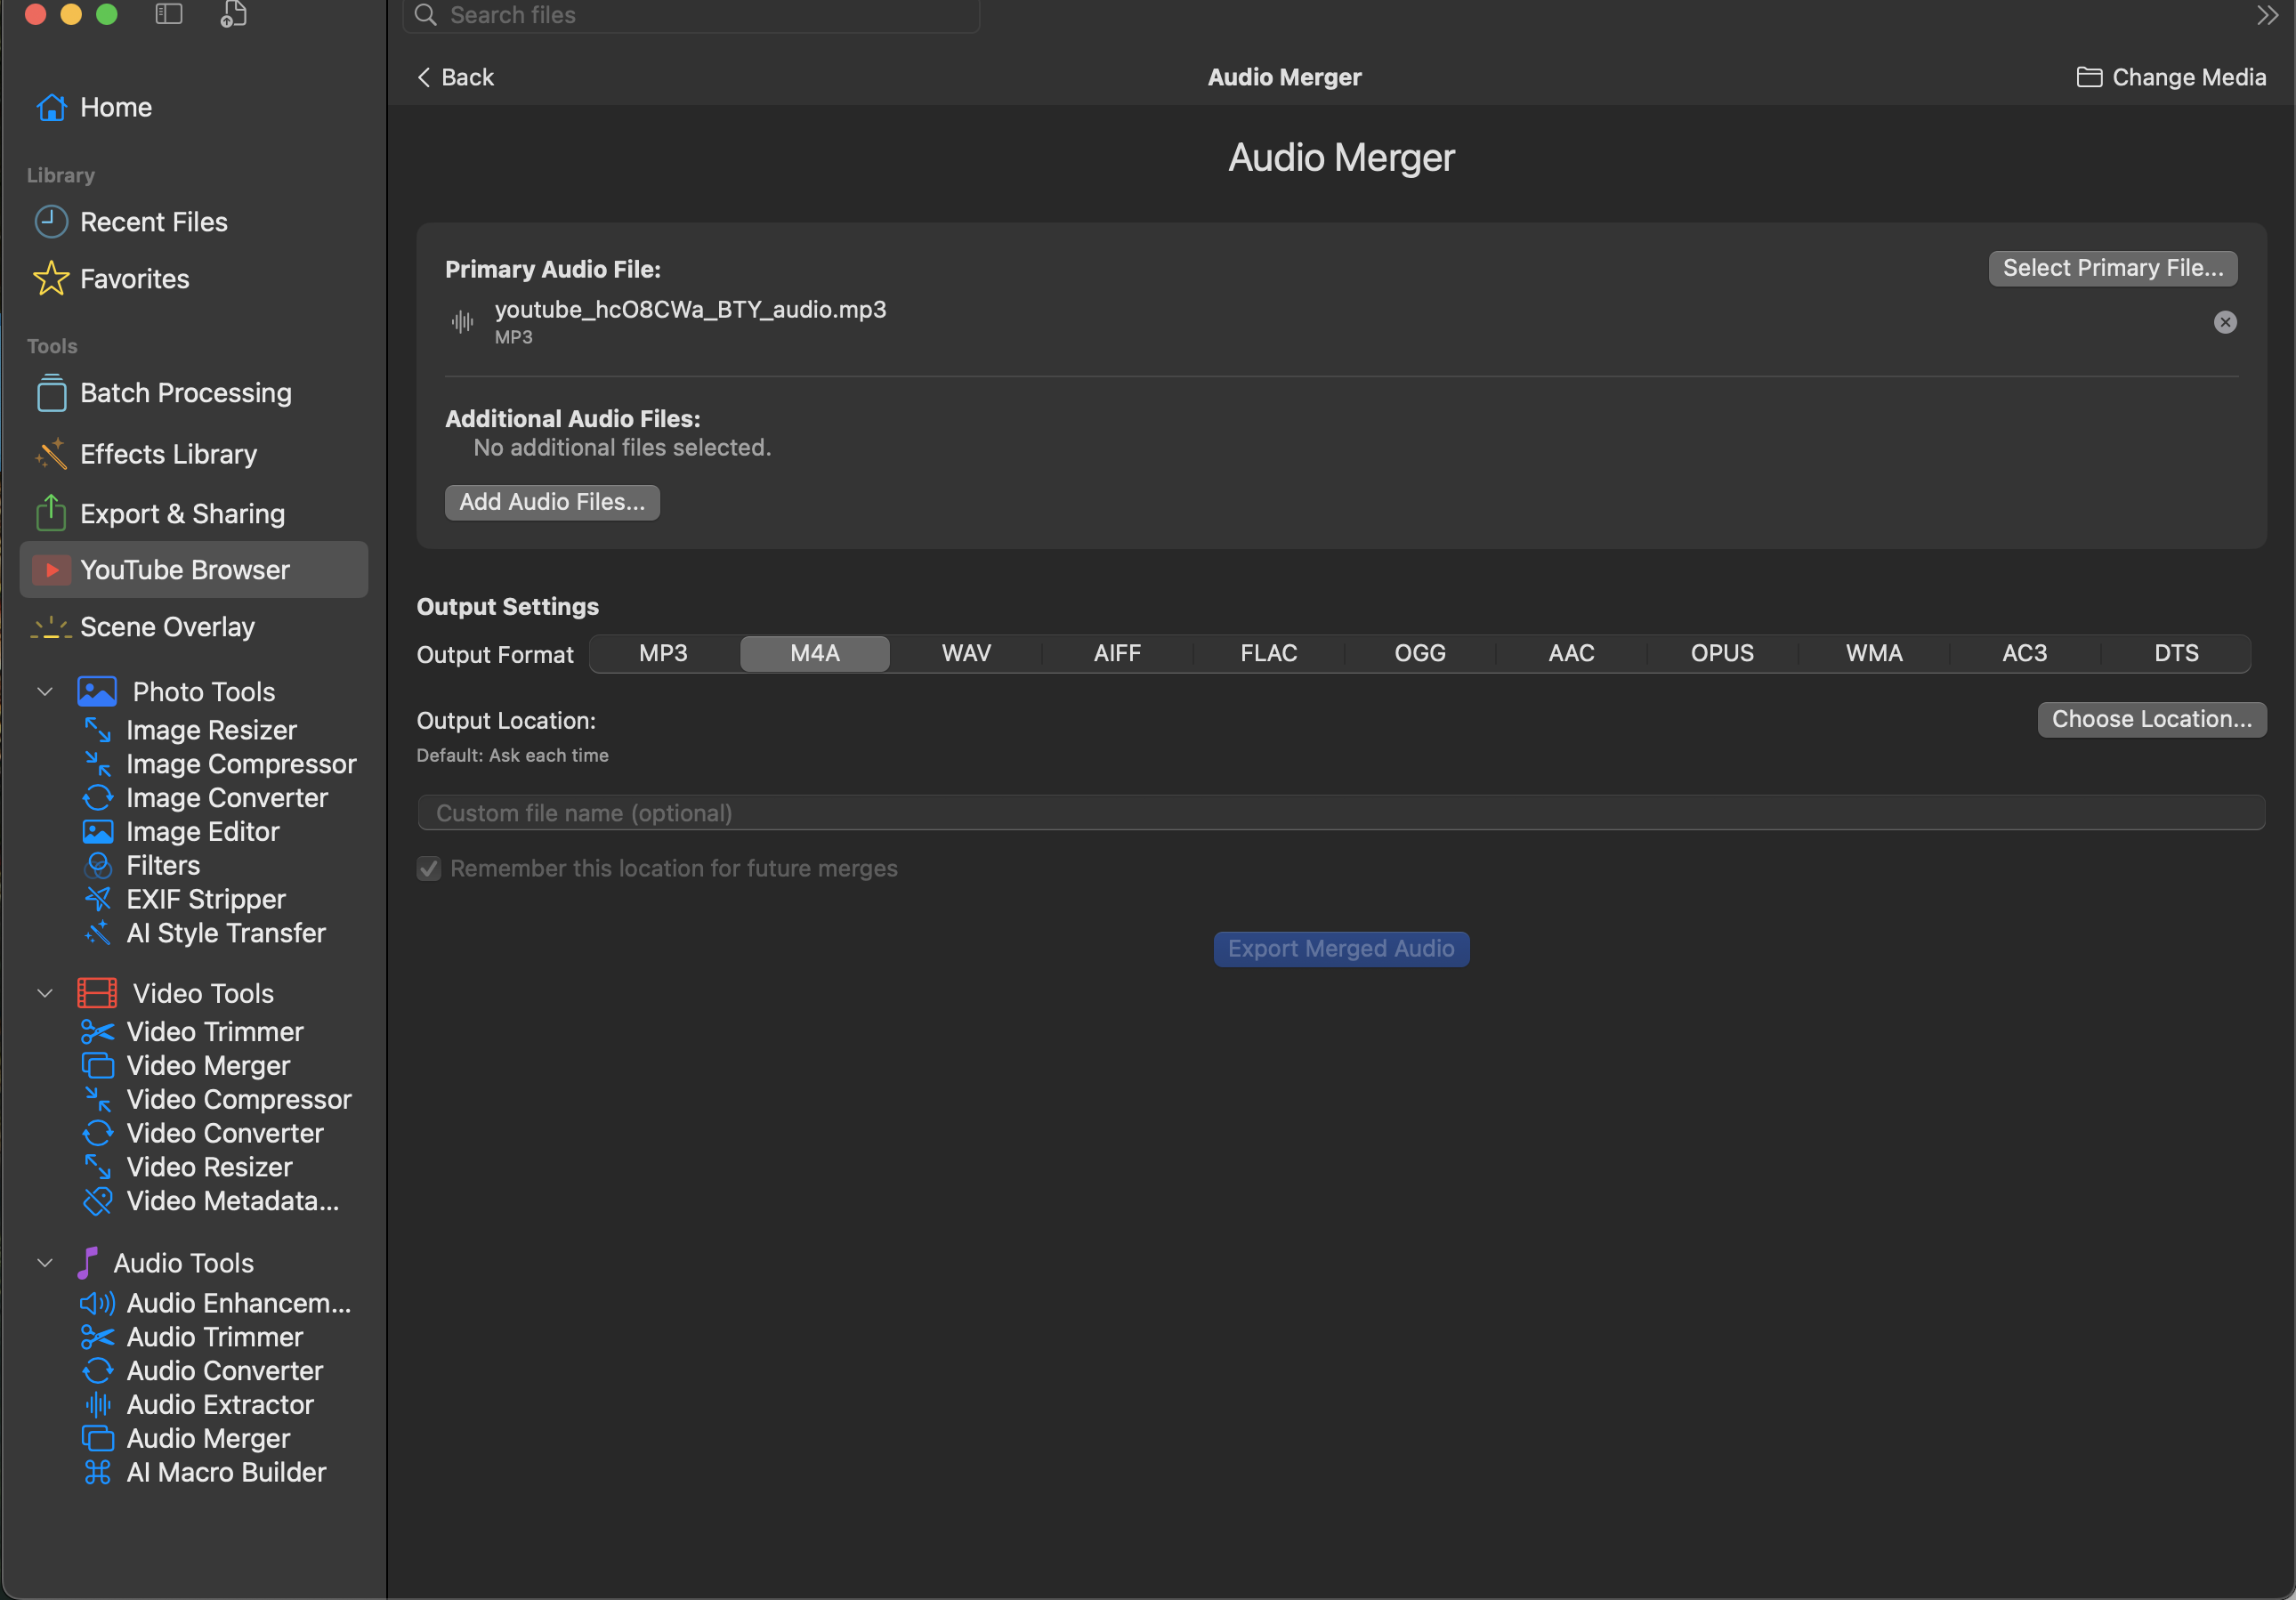 Search files
Back
Audio Merger
Change Media
Home
Library
Recent Files
Favorites
Tools
Batch Processing
Effects Library
Export & Sharing
YouTube Browser
Scene Overlay
Photo Tools
Image Resizer
Image Compressor
Image Converter
Image Editor
Filters
EXIF Stripper
AI Style Transfer
Video Tools
Video Trimmer
Video Merger
Video Compressor
Video Converter
Video Resizer
Video Metadata...
Audio Tools
Audio Enhancem...
Audio Trimmer
Audio Converter
Audio Extractor
Audio Merger
AI Macro Builder
Audio Merger
Primary Audio File:
Select Primary File...
youtube_hcO8CWa_BTY_audio.mp3
MP3
Additional Audio Files:
No additional files selected.
Add Audio Files...
Output Settings
Output Format MP3 M4A WAV AIFF FLAC OGG AAC OPUS WMA AC3 DTS
Output Location:
Choose Location...
Default: Ask each time
Custom file name (optional)
Remember this location for future merges
Export Merged Audio